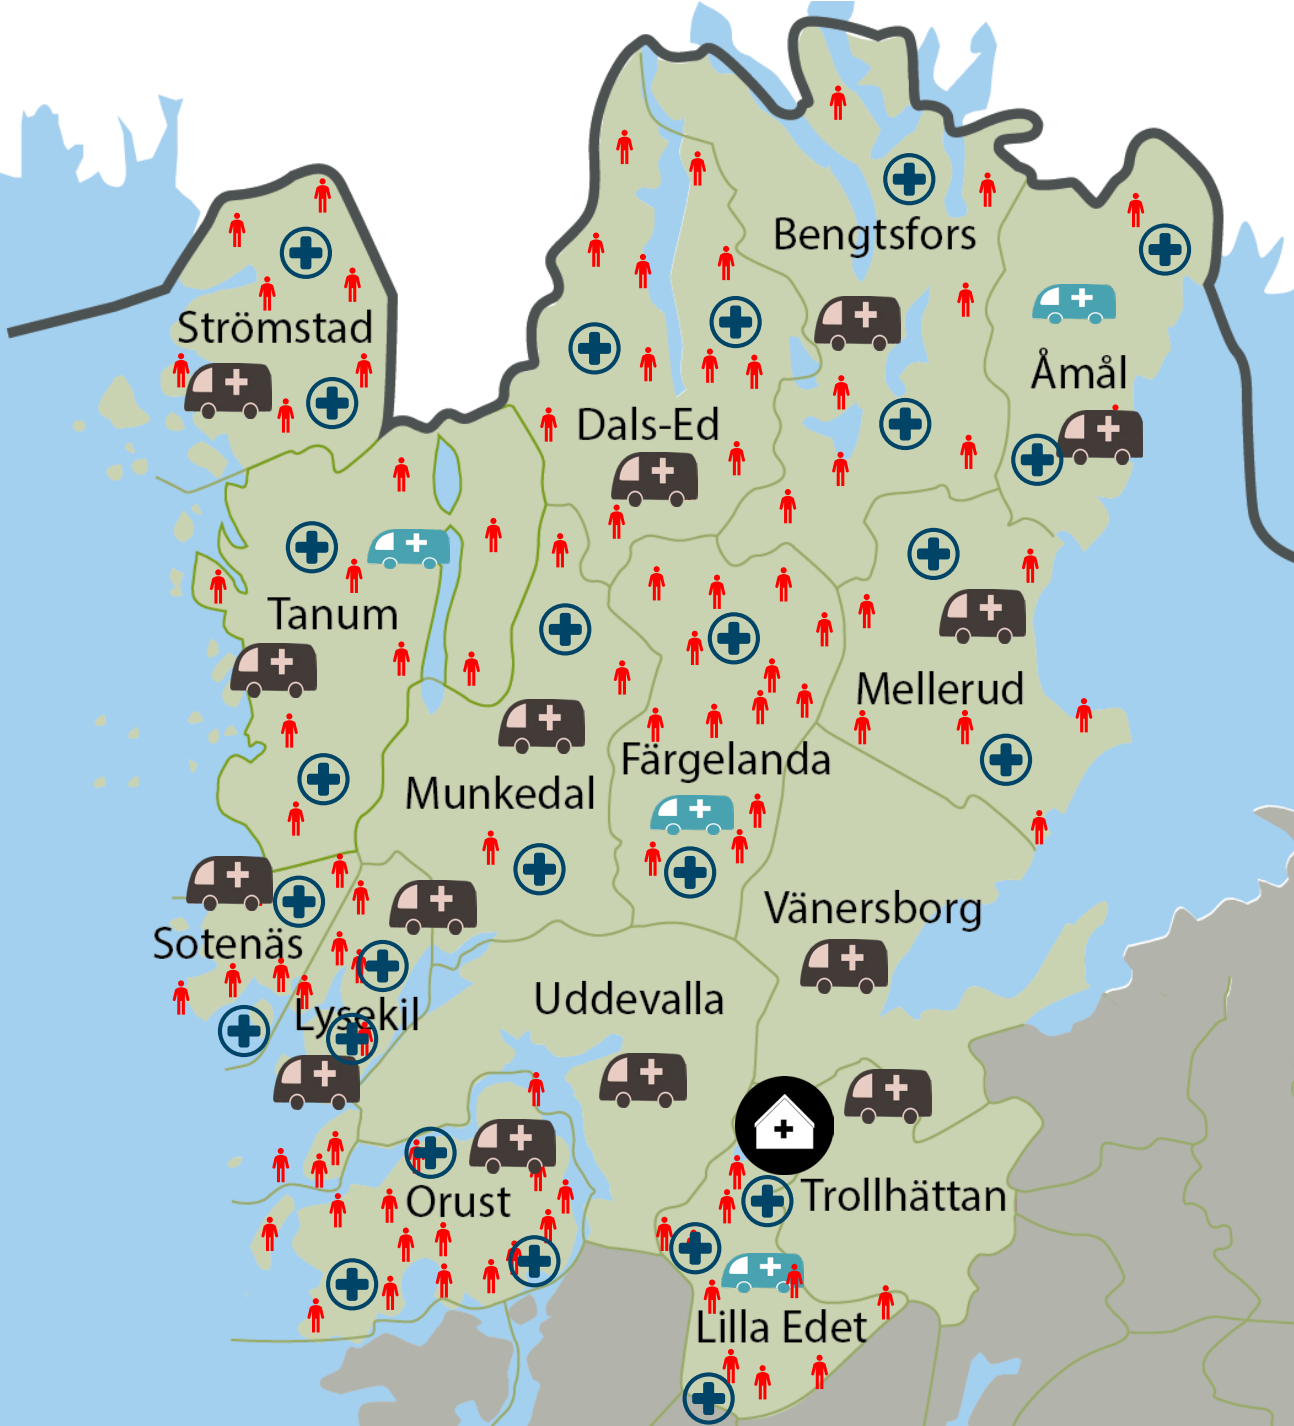 Bengtsfors
Strömstad
Åmål
Dals-Ed
Tanum
Mellerud
Färgelanda
Munkedal
Vänersborg
Sotenäs
Uddevalla
Lysekil
Trollhättan
Orust
Lilla Edet